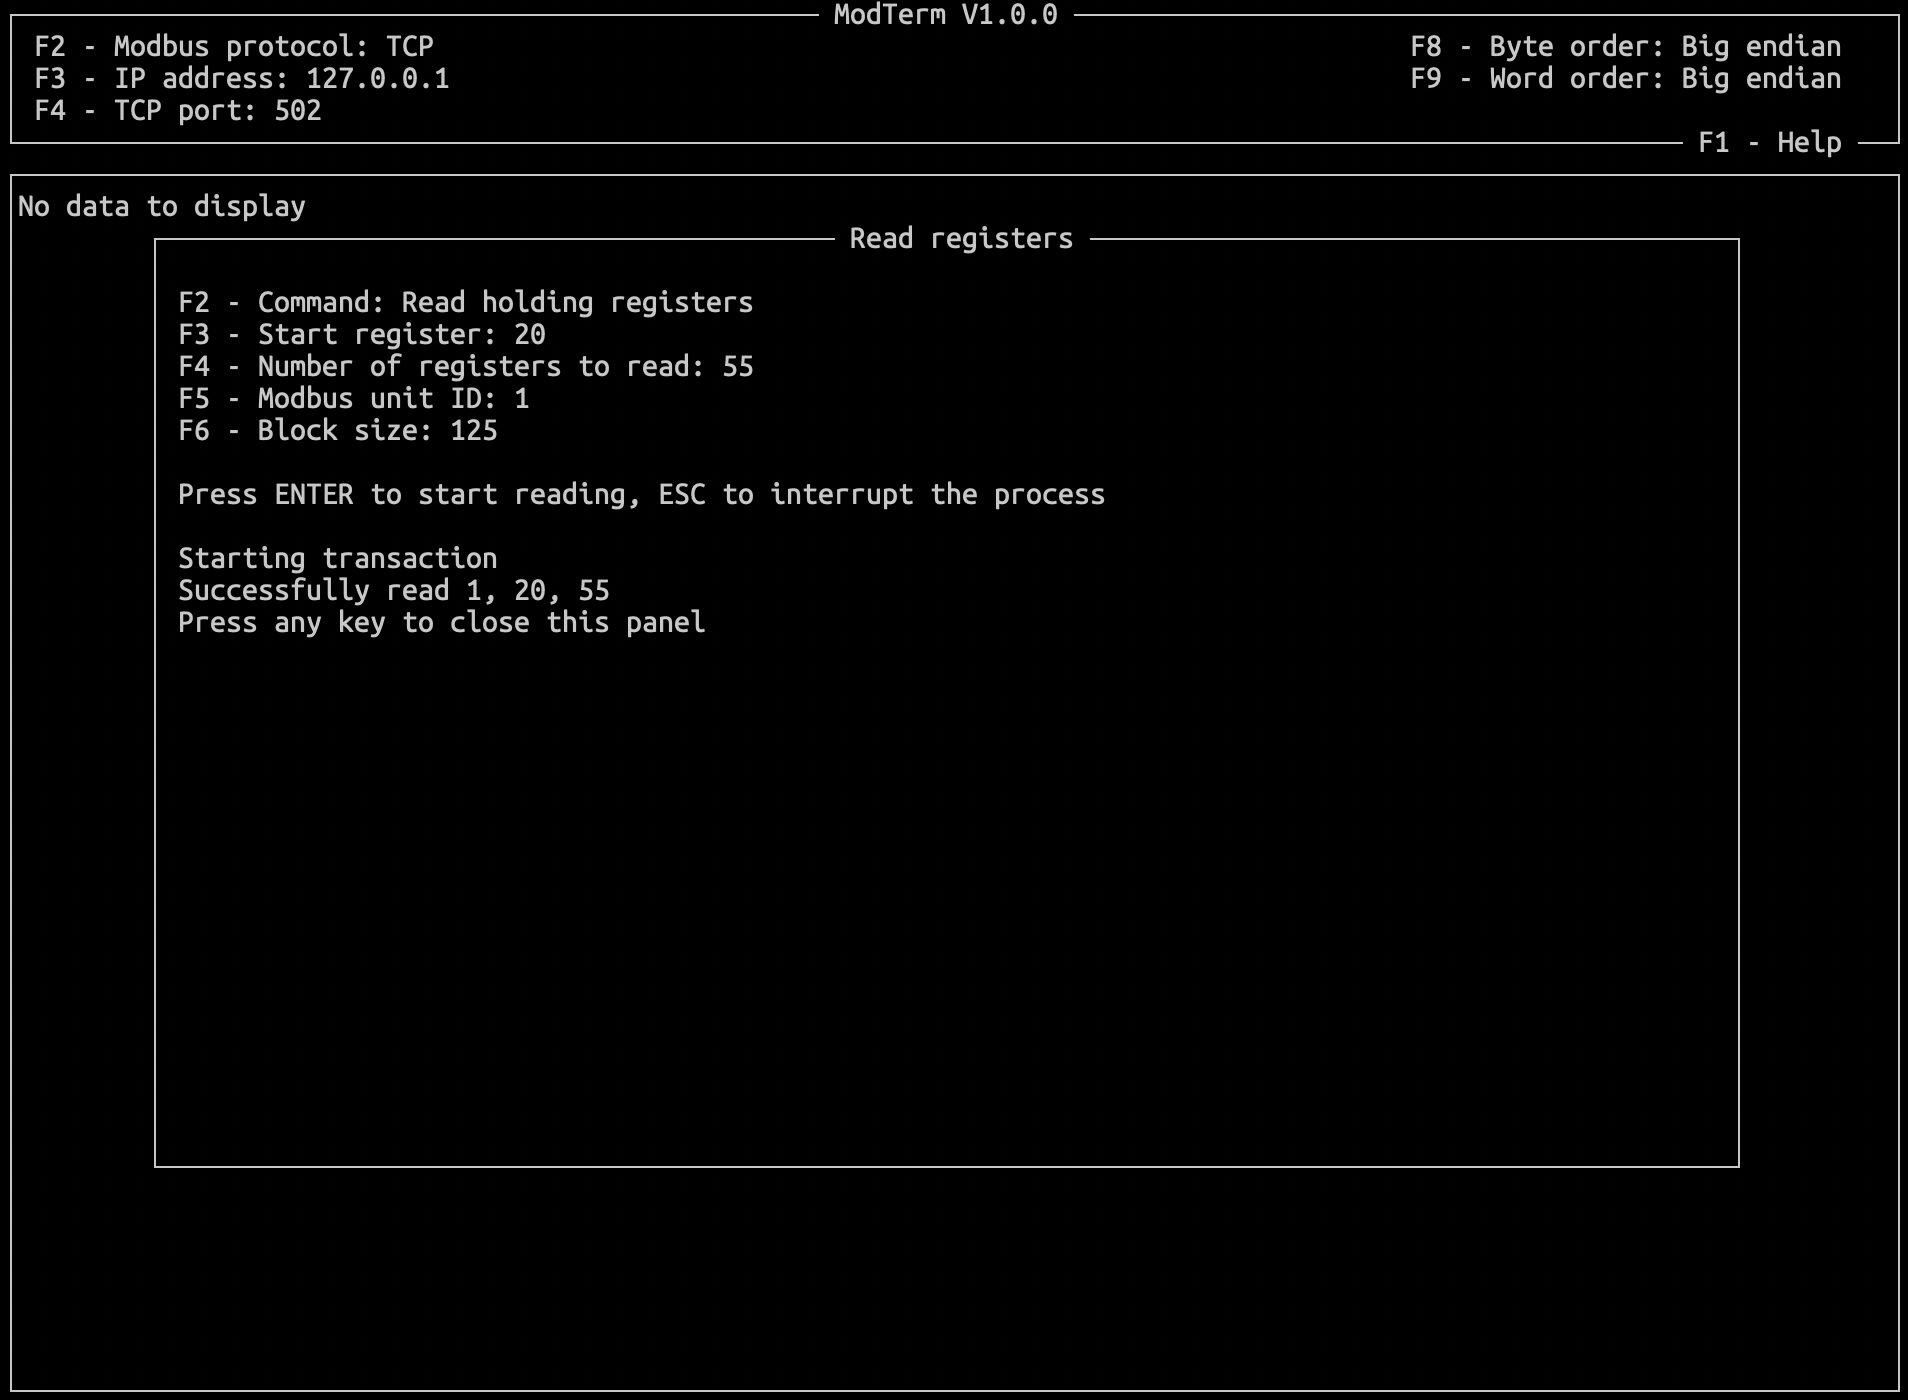 ModTerm V1.0.0
F2 - Modbus protocol: TCP
F8 - Byte order: Big endian
F3 - IP address: 127.0.0.1
F9 - Word order: Big endian
F4 - TCP port: 502
F1 - Help
No data to display
Read registers
F2 - Command: Read holding registers
F3 - Start register: 20
F4 - Number of registers to read: 55
F5 - Modbus unit ID: 1
F6 - Block size: 125
Press ENTER to start reading, ESC to interrupt the process
Starting transaction
Successfully read 1, 20, 55
Press any key to close this panel